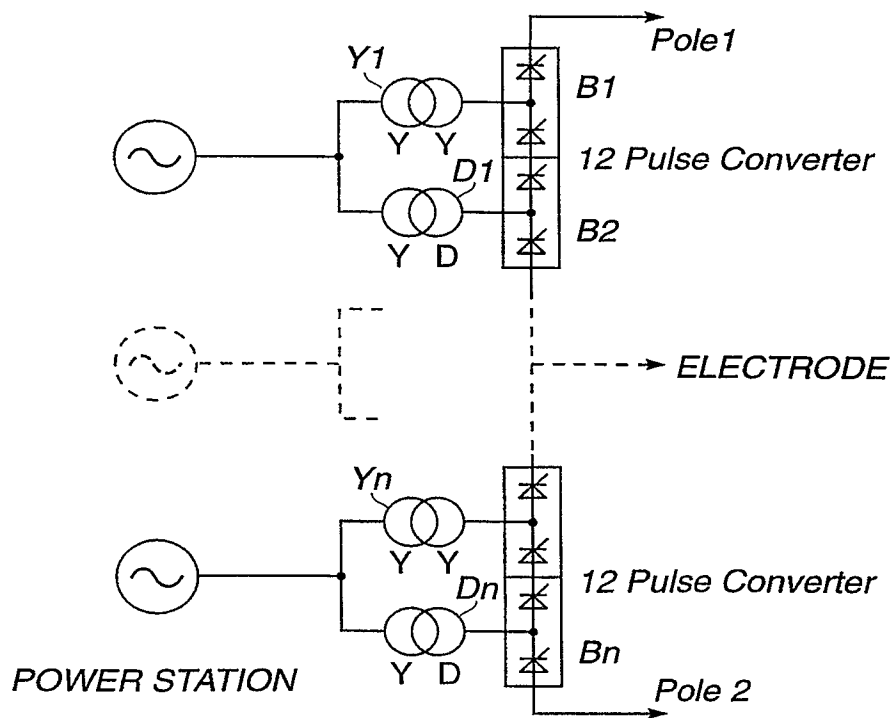 Pole1
Y1
B1
Y Y
12 Pulse Converter
D1
B2
Y D
ELECTRODE
Yn
Y Y
12 Pulse Converter
Dn
Bn
Y D
POWER STATION
Pole 2